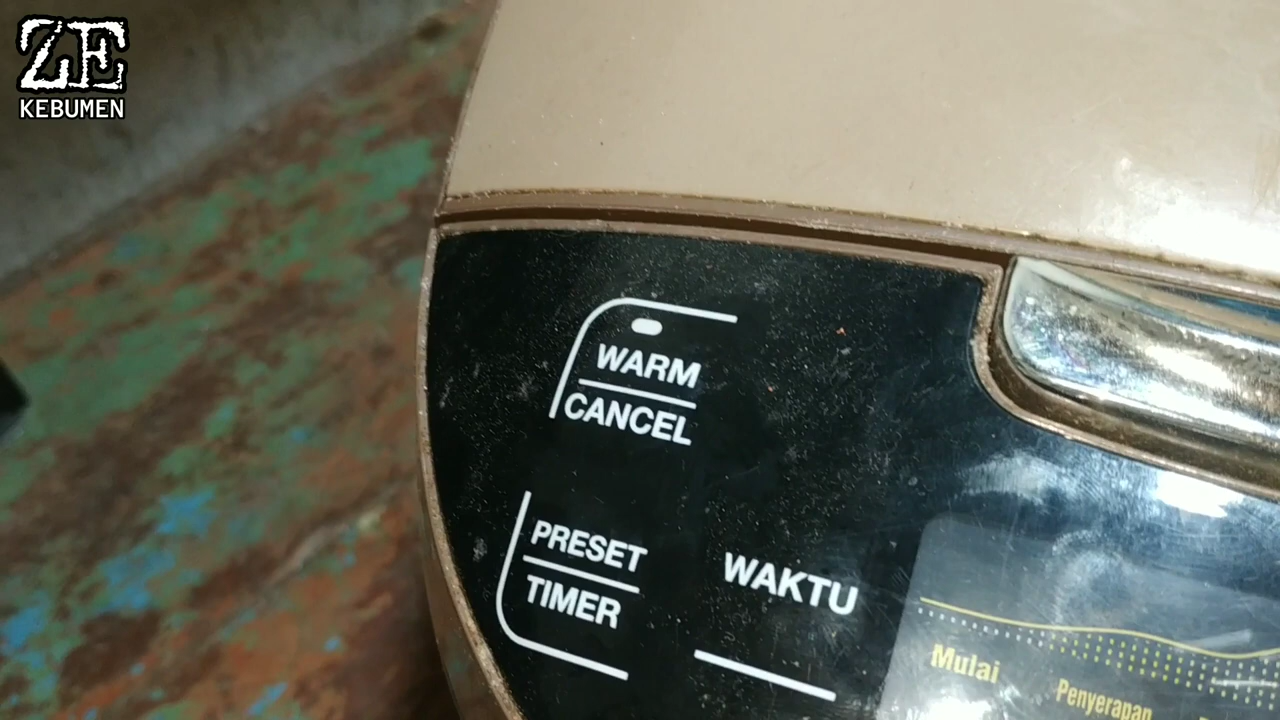 ZE
KEBUMEN
WARM
CANCEL
PRESET
TIMER
WAKTU
Mulai
Penyerapan